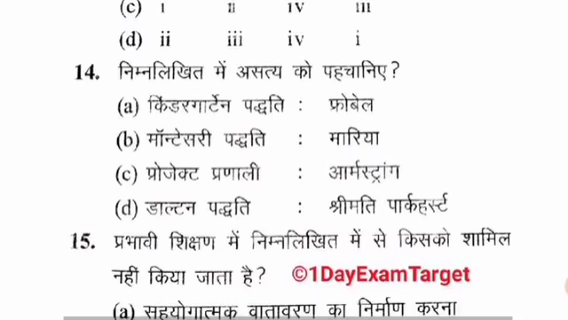 (c) i ii iv iii
(d) ii iii iv i
14. निम्नलिखित में असत्य को पहचानिए?
(a) किंडरगार्टेन पद्धति : फ्रोबेल
(b) मॉन्टेसरी पद्धति : मारिया
(c) प्रोजेक्ट प्रणाली : आर्मस्ट्रांग
(d) डाल्टन पद्धति : श्रीमति पार्कहर्स्ट
15. प्रभावी शिक्षण में निम्नलिखित में से किसको शामिल
नहीं किया जाता है? ©1DayExamTarget
(a) सहयोगात्मक वातावरण का निर्माण करना